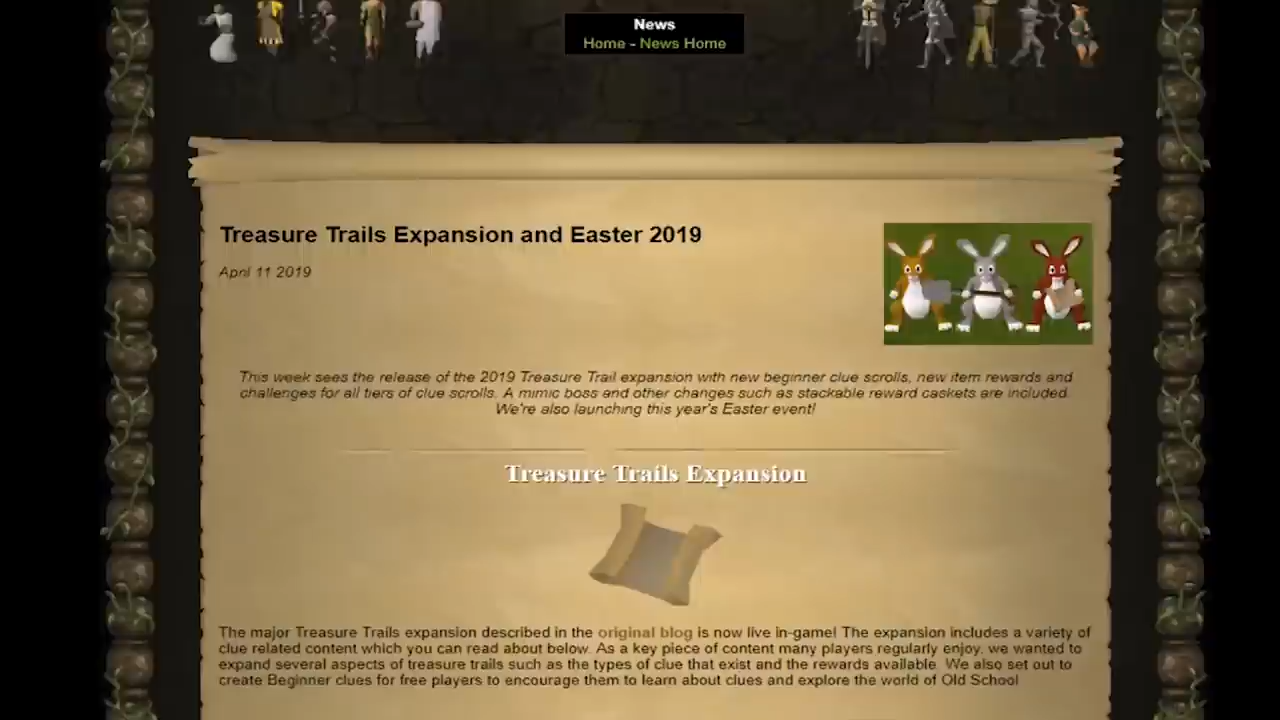 News
Home - News Home
Treasure Trails Expansion and Easter 2019
April 11 2019
This week sees the release of the 2019 Treasure Trail expansion with new beginner clue scrolls, new item rewards and
challenges for all tiers of clue scrolls. A mimic boss and other changes such as stackable reward caskets are included.
We're also launching this year's Easter event!
Treasure Trails Expansion
The major Treasure Trails expansion described in the original blog is now live in-game! The expansion includes a variety of
clue related content which you can read about below. As a key piece of content many players regularly enjoy, we wanted to
expand several aspects of treasure trails such as the types of clue that exist and the rewards available. We also set out to
create Beginner clues for free players to encourage them to learn about clues and explore the world of Old School